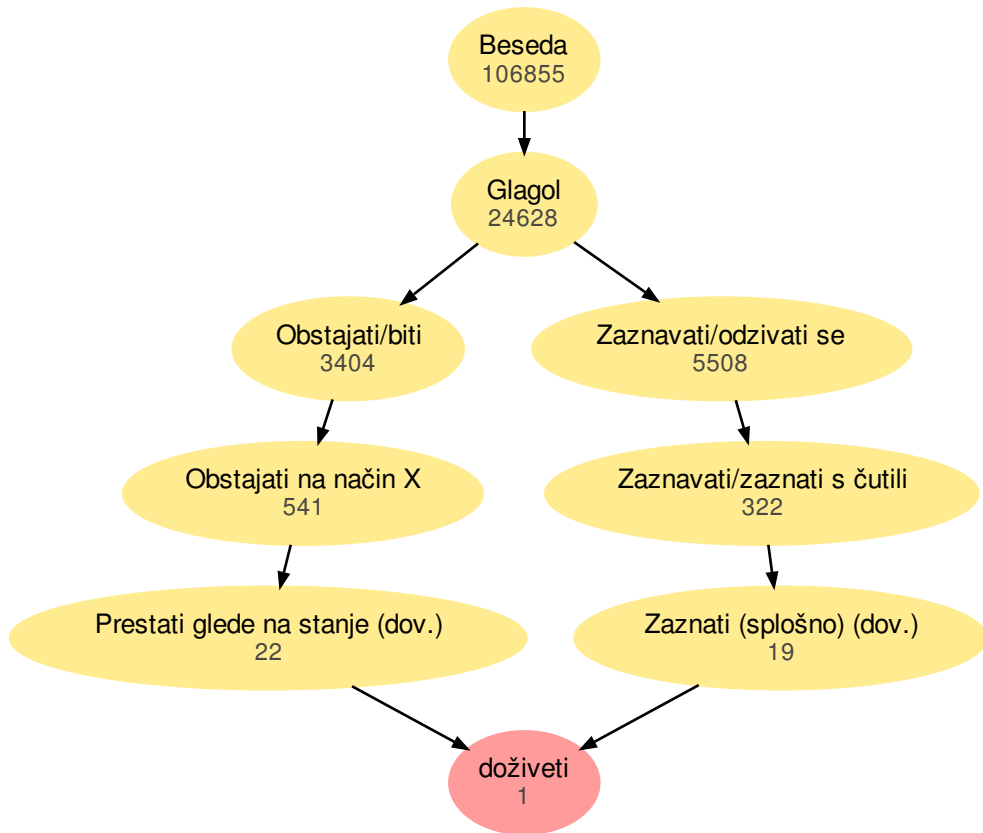 Beseda
106855
Glagol
24628
Obstajati/biti
3404
Zaznavati/odzivati se
5508
Obstajati na način X
541
Zaznavati/zaznati s čutili
322
Prestati glede na stanje (dov.)
22
Zaznati (splošno) (dov.)
19
doživeti
1